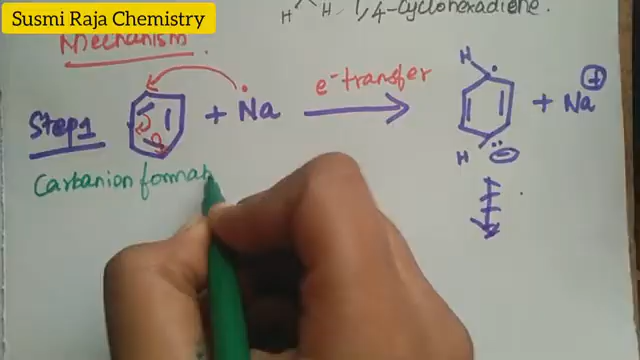 Susmi Raja Chemistry
H H 1,4-cyclohexadiene.
Mechanism.
Step1 + Na e⁻ transfer H + Na⊕
H ⊖
Carbanion format